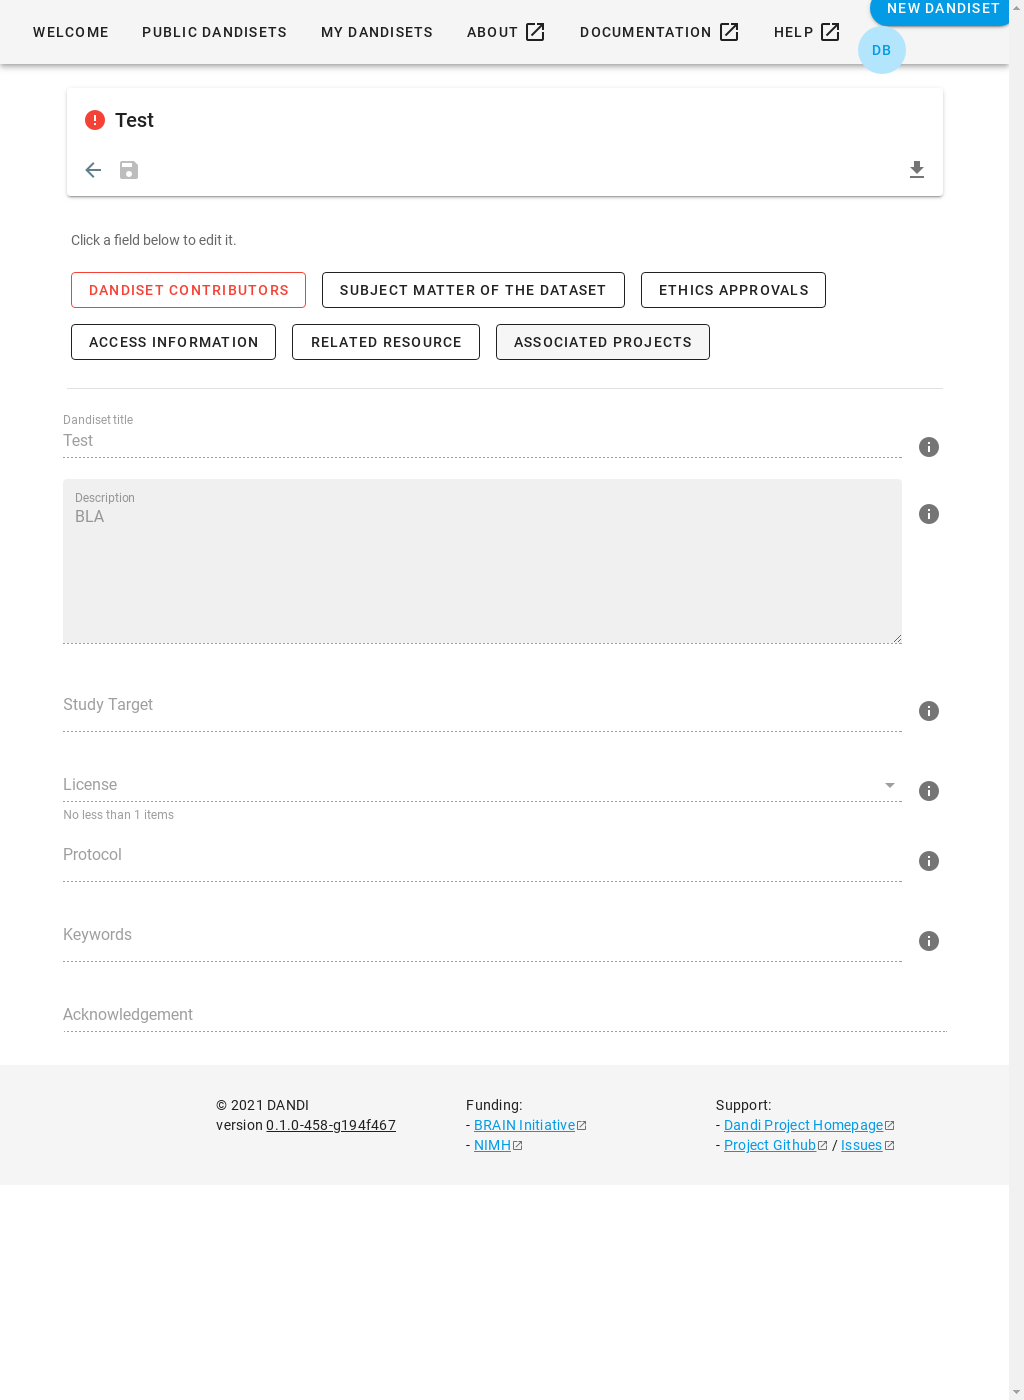 WELCOME PUBLIC DANDISETS MY DANDISETS ABOUT DOCUMENTATION HELP NEW DANDISET
DB
Test
Click a field below to edit it.
DANDISET CONTRIBUTORS SUBJECT MATTER OF THE DATASET ETHICS APPROVALS
ACCESS INFORMATION RELATED RESOURCE ASSOCIATED PROJECTS
Dandiset title
Test
Description
BLA
Study Target
License
No less than 1 items
Protocol
Keywords
Acknowledgement
© 2021 DANDI
version 0.1.0-458-g194f467
Funding:
- BRAIN Initiative
- NIMH
Support:
- Dandi Project Homepage
- Project Github / Issues